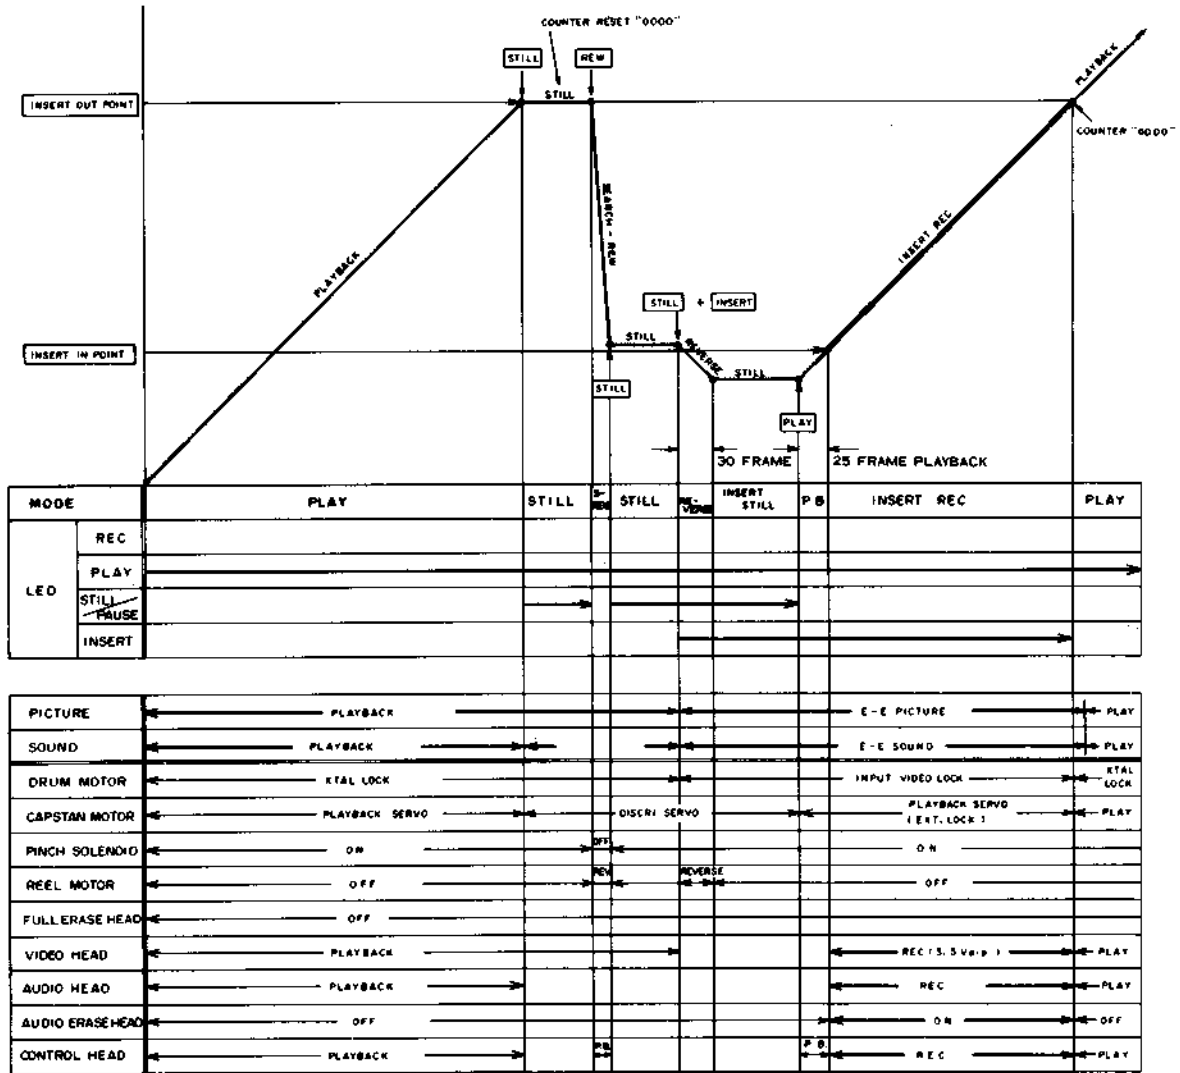 COUNTER RESET "0000"
STILL REW
STILL
INSERT OUT POINT
PLAYBACK
COUNTER "0000"
SEARCH - REW
PLAYBACK
INSERT REC
STILL + INSERT
STILL
INSERT IN POINT
REVERSE
STILL
STILL
PLAY
30 FRAME 25 FRAME PLAYBACK
MODE PLAY STILL S-REW STILL RE-VERSE INSERT STILL P B INSERT REC PLAY
LED
REC
PLAY
STILL/PAUSE
INSERT
PICTURE PLAYBACK E-E PICTURE PLAY
SOUND PLAYBACK E-E SOUND PLAY
DRUM MOTOR XTAL LOCK INPUT VIDEO LOCK XTAL LOCK
CAPSTAN MOTOR PLAYBACK SERVO DISCRI SERVO PLAYBACK SERVO (EXT. LOCK) PLAY
PINCH SOLENOID ON OFF ON
REEL MOTOR OFF REV REVERSE OFF
FULL ERASE HEAD OFF
VIDEO HEAD PLAYBACK REC (3.5 Vp-p) PLAY
AUDIO HEAD PLAYBACK REC PLAY
AUDIO ERASE HEAD OFF ON OFF
CONTROL HEAD PLAYBACK P.B. P B REC PLAY